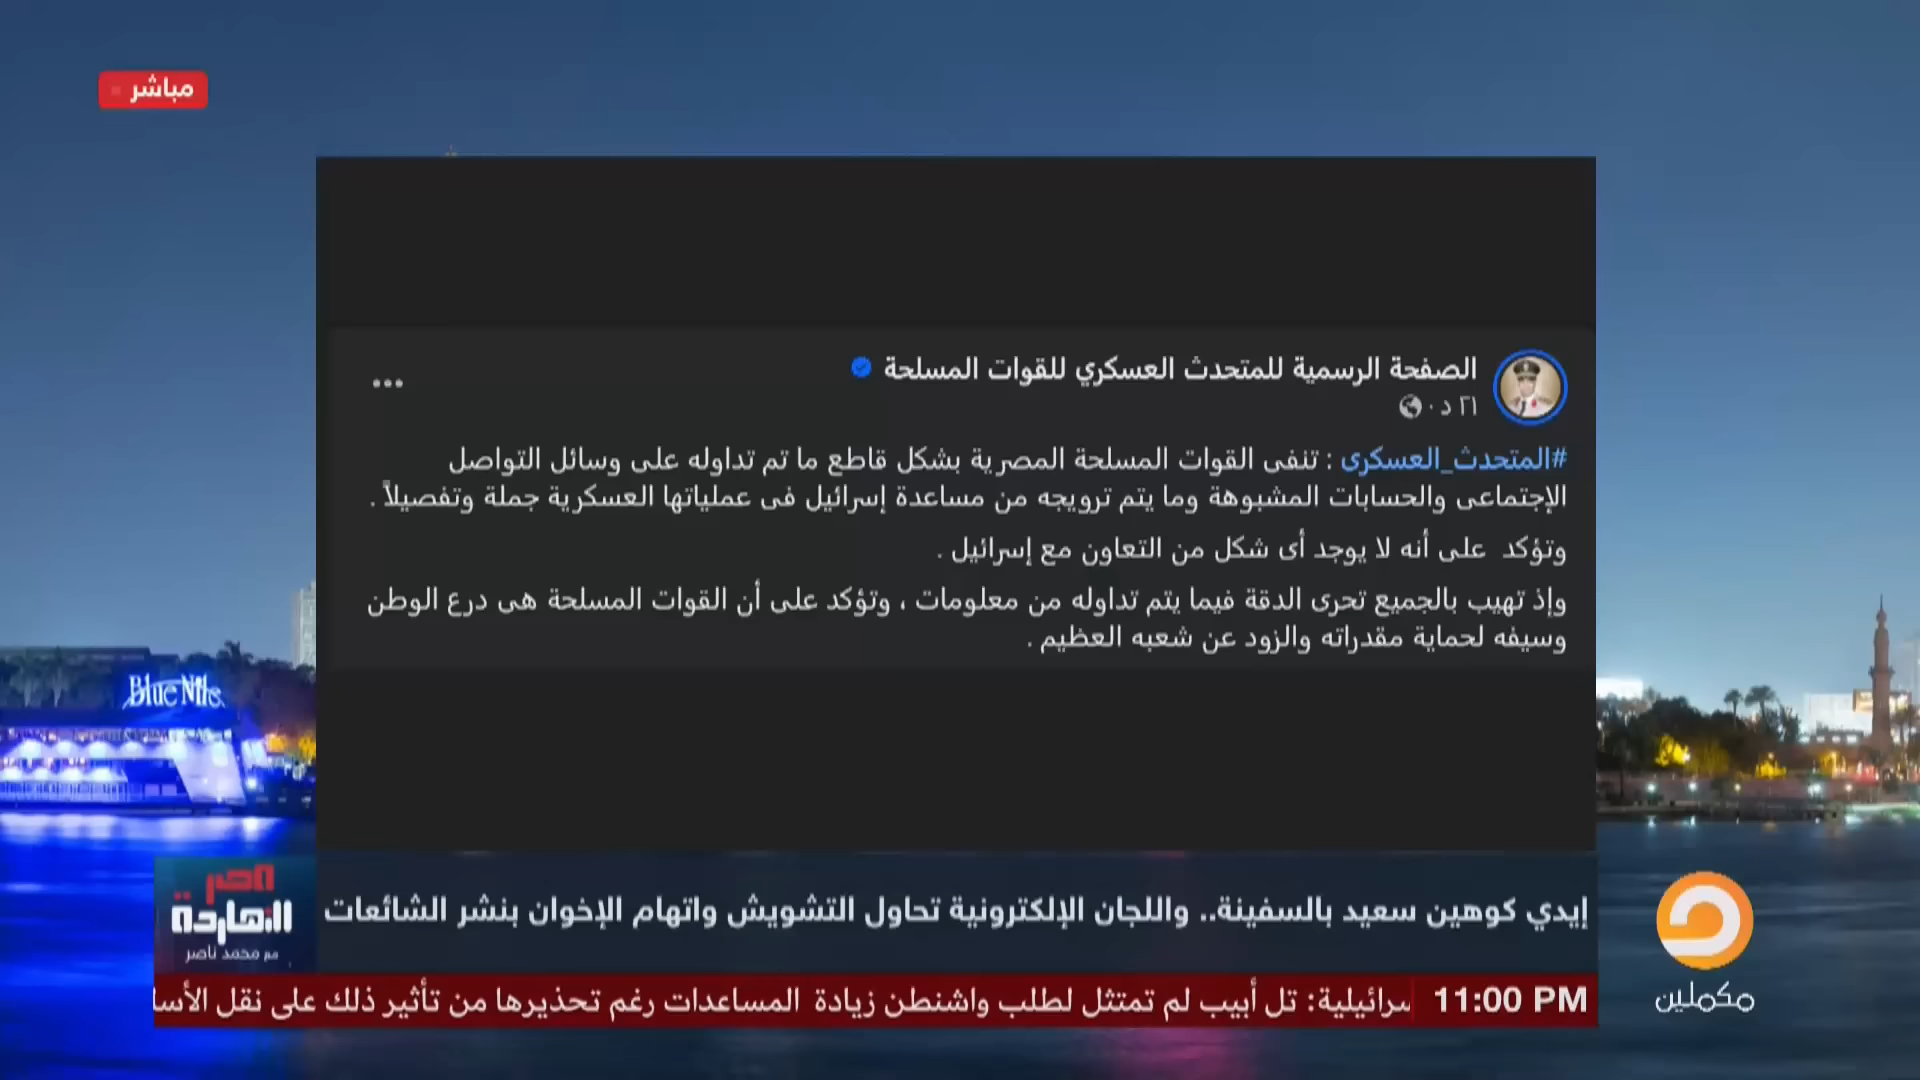 مباشر
الصفحة الرسمية للمتحدث العسكري للقوات المسلحة
٢١ د ·
#المتحدث_العسكرى : تنفى القوات المسلحة المصرية بشكل قاطع ما تم تداوله على وسائل التواصل
الإجتماعى والحسابات المشبوهة وما يتم ترويجه من مساعدة إسرائيل فى عملياتها العسكرية جملة وتفصيلاً .
وتؤكد على أنه لا يوجد أى شكل من التعاون مع إسرائيل .
وإذ تهيب بالجميع تحرى الدقة فيما يتم تداوله من معلومات ، وتؤكد على أن القوات المسلحة هى درع الوطن
وسيفه لحماية مقدراته والزود عن شعبه العظيم .
Blue Nile
مصر
النهاردة
مع محمد ناصر
إيدي كوهين سعيد بالسفينة.. واللجان الإلكترونية تحاول التشويش واتهام الإخوان بنشر الشائعات
11:00 PM
سرائيلية: تل أبيب لم تمتثل لطلب واشنطن زيادة المساعدات رغم تحذيرها من تأثير ذلك على نقل الأسا
مكملين